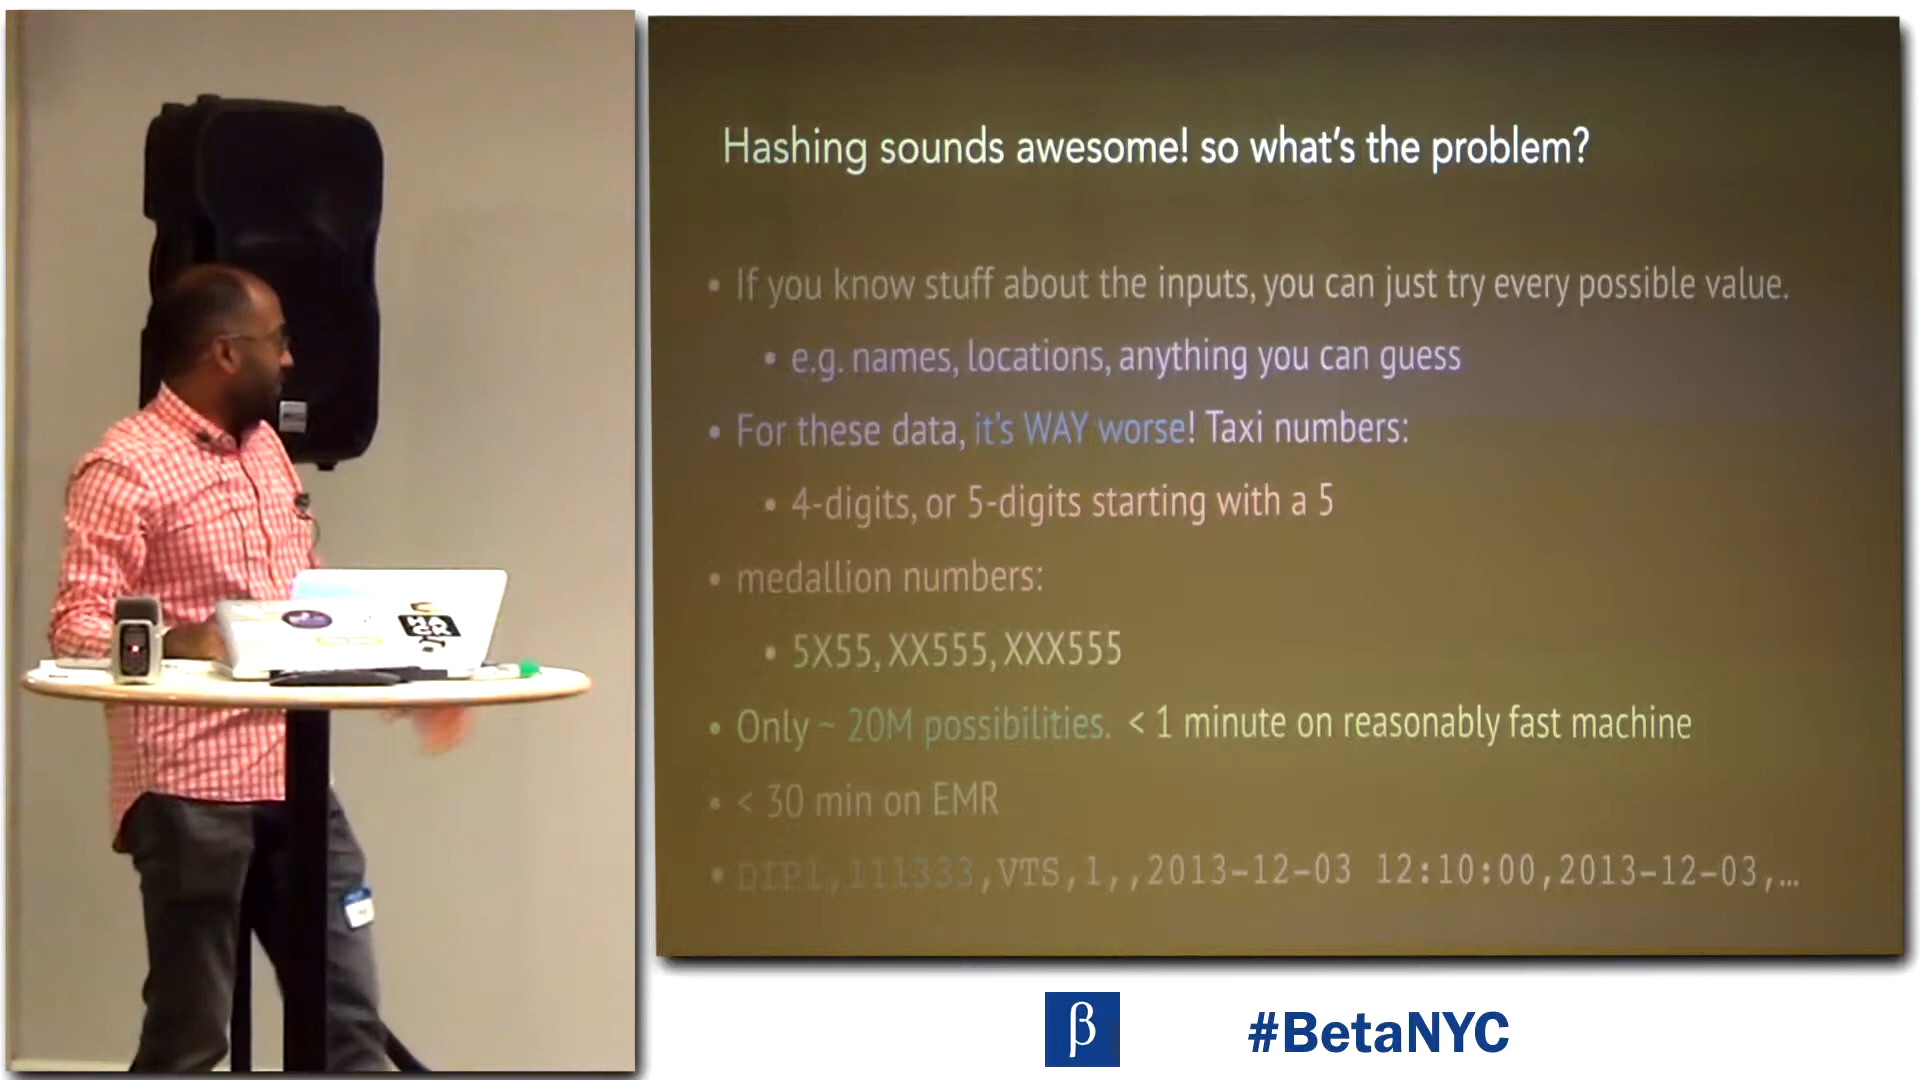 Hashing sounds awesome! so what's the problem?
• If you know stuff about the inputs, you can just try every possible value.
• e.g. names, locations, anything you can guess
• For these data, it's WAY worse! Taxi numbers:
• 4-digits, or 5-digits starting with a 5
• medallion numbers:
• 5X55, XX555, XXX555
• Only ~ 20M possibilities. < 1 minute on reasonably fast machine
• < 30 min on EMR
• DIP1,111333,VTS,1,,2013-12-03 12:10:00,2013-12-03,…
HACK
β
#BetaNYC